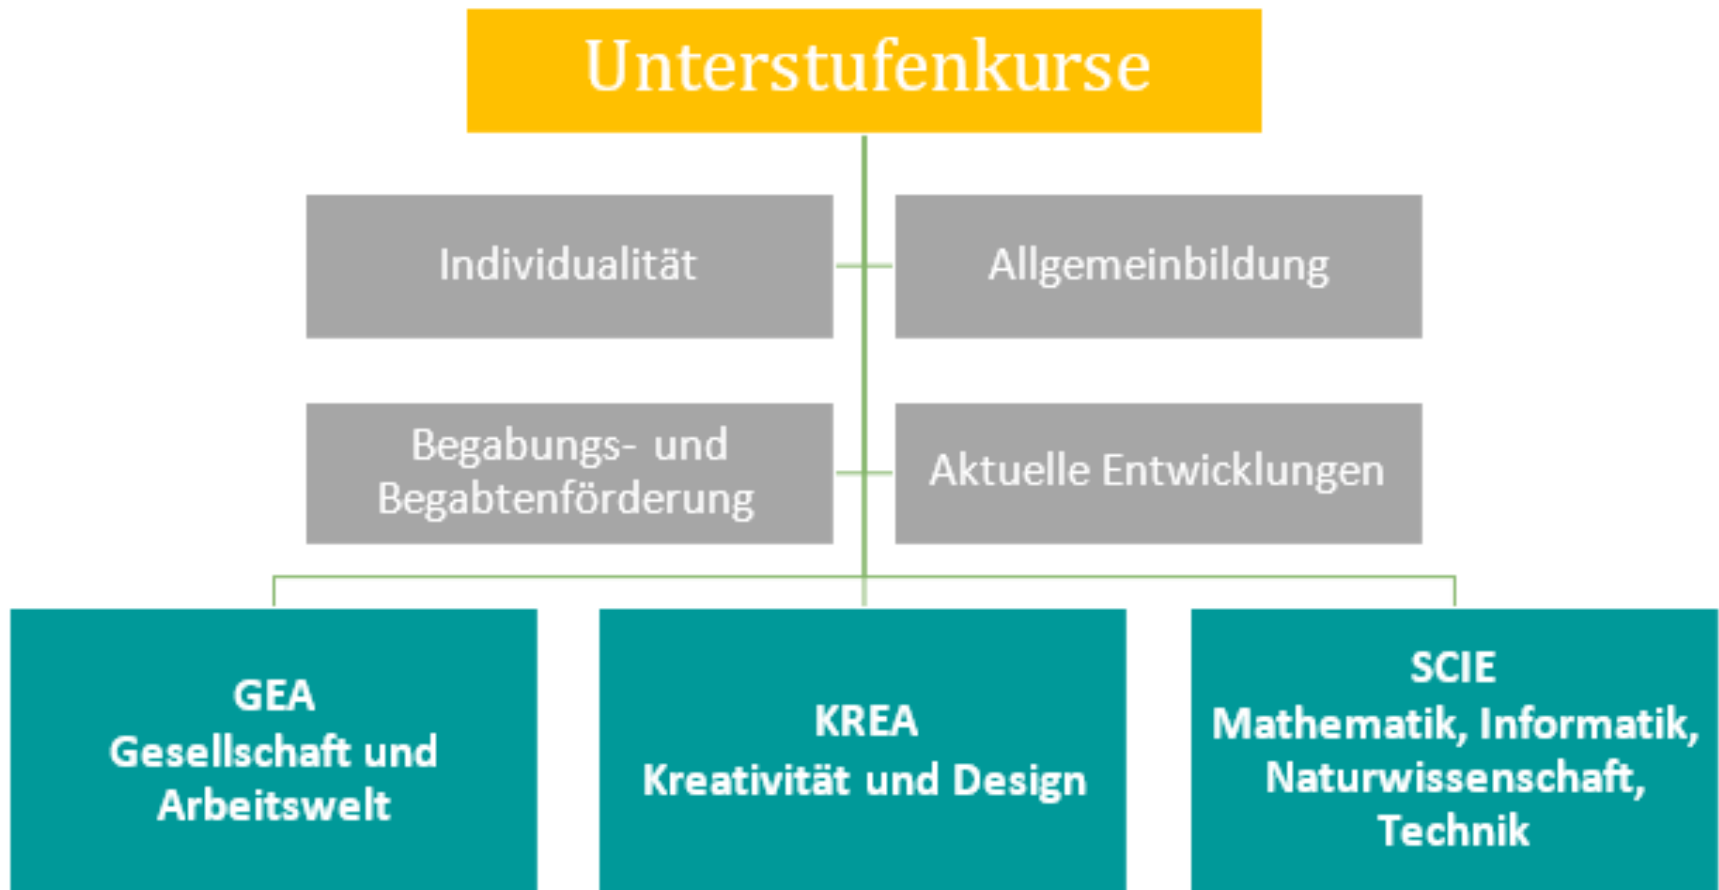 Unterstufenkurse
Individualität
Allgemeinbildung
Begabungs- und
Begabtenförderung
Aktuelle Entwicklungen
GEA
Gesellschaft und
Arbeitswelt
KREA
Kreativität und Design
SCIE
Mathematik, Informatik,
Naturwissenschaft,
Technik